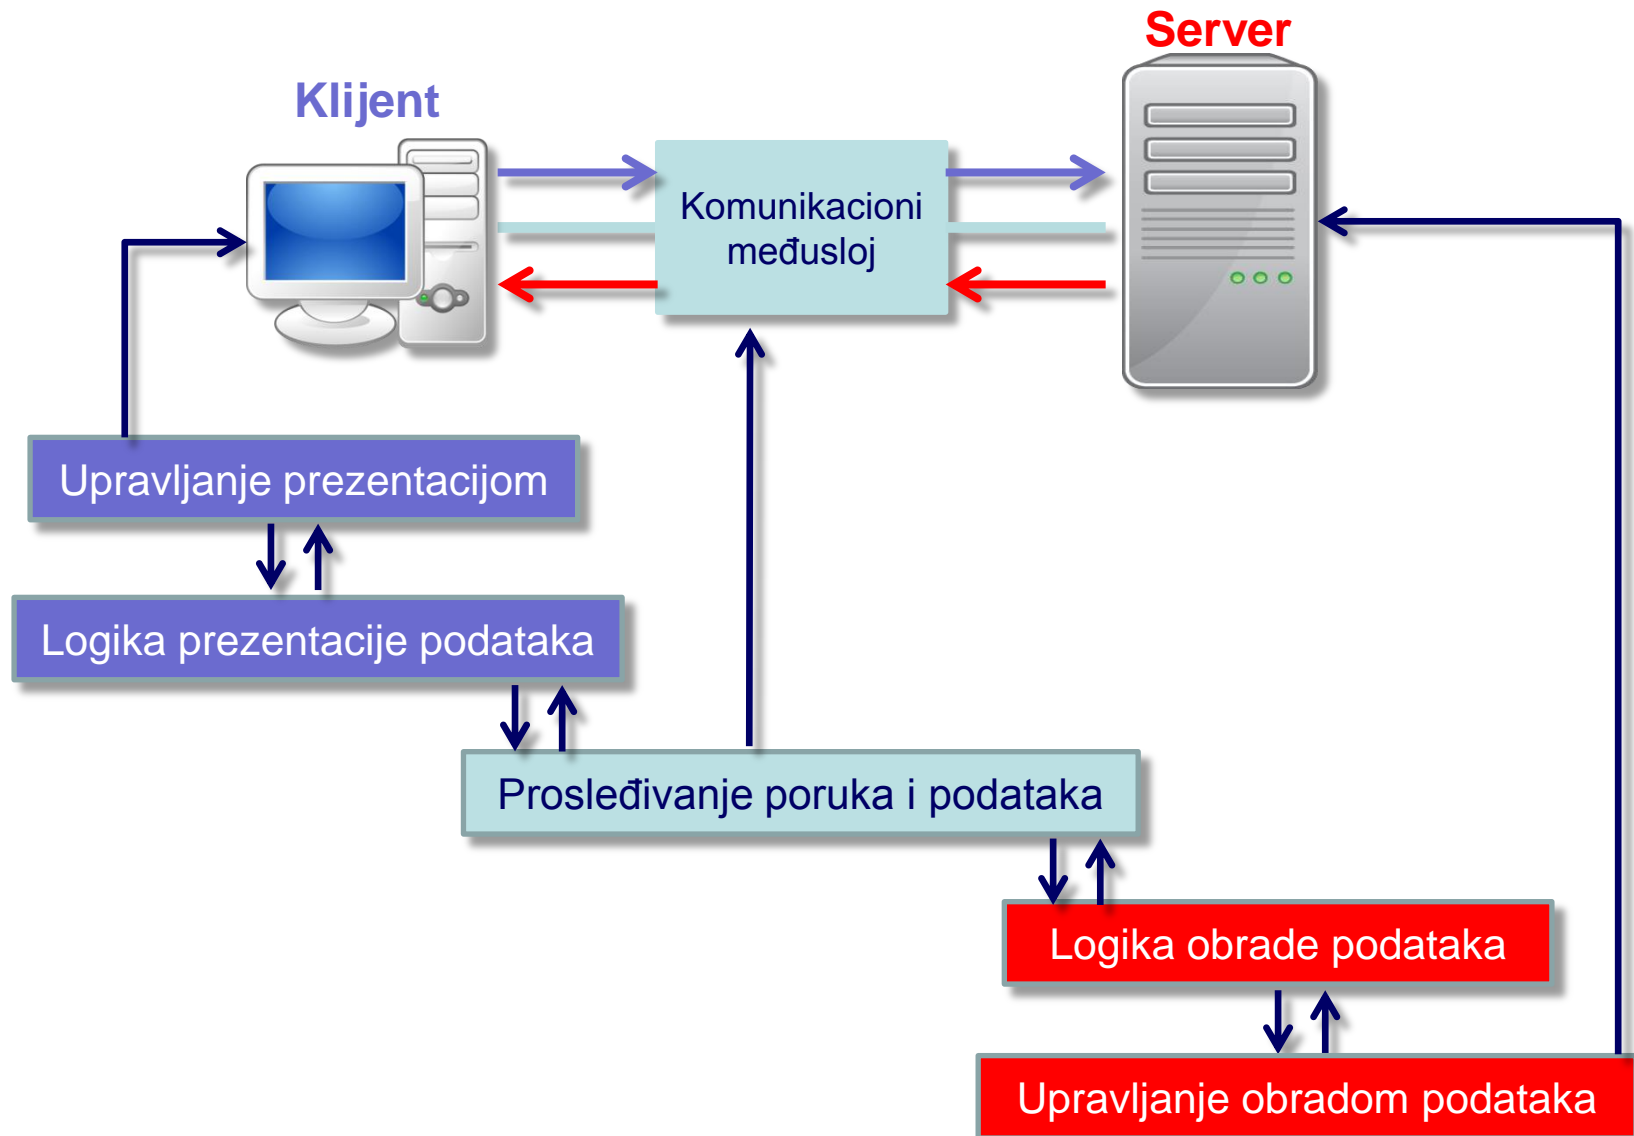 Server
Klijent
Komunikacioni
međusloj
Upravljanje prezentacijom
Logika prezentacije podataka
Prosleđivanje poruka i podataka
Logika obrade podataka
Upravljanje obradom podataka